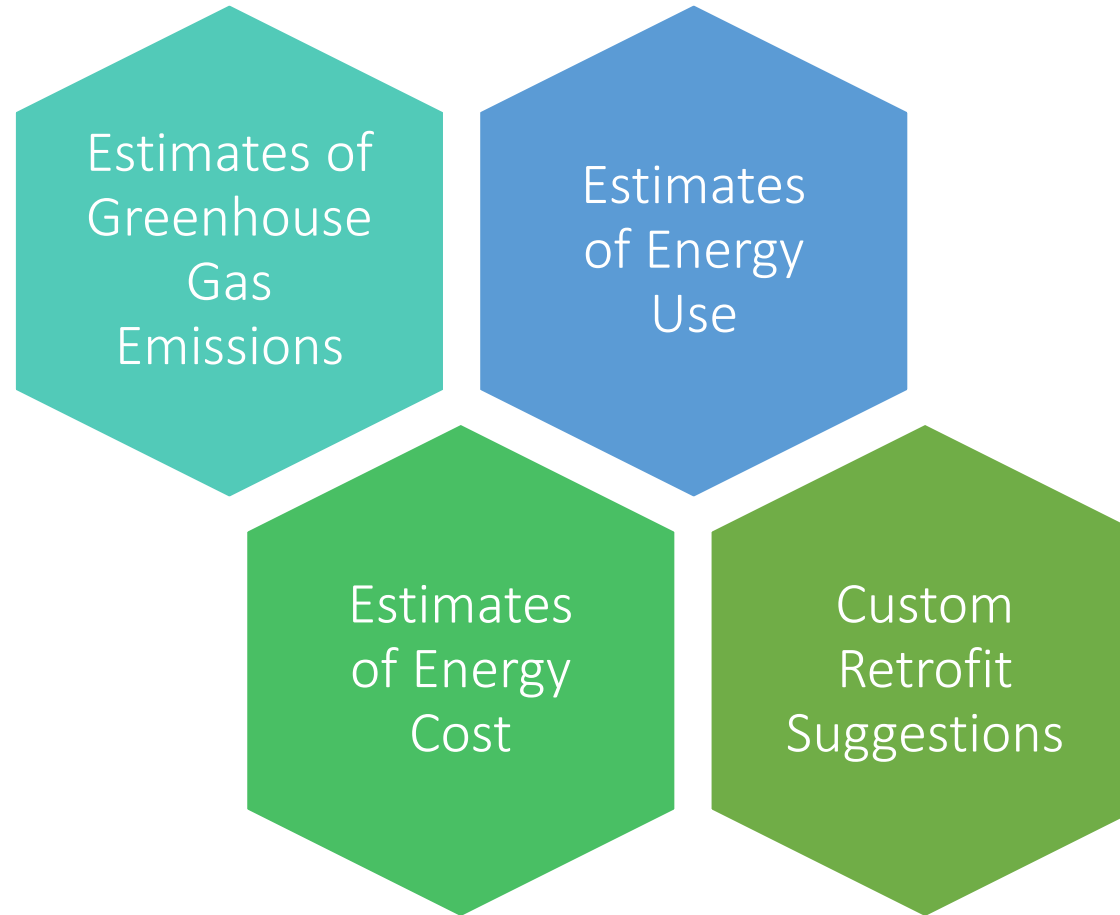 Estimates of
Greenhouse
Gas
Emissions
Estimates
of Energy
Use
Estimates
of Energy
Cost
Custom
Retrofit
Suggestions